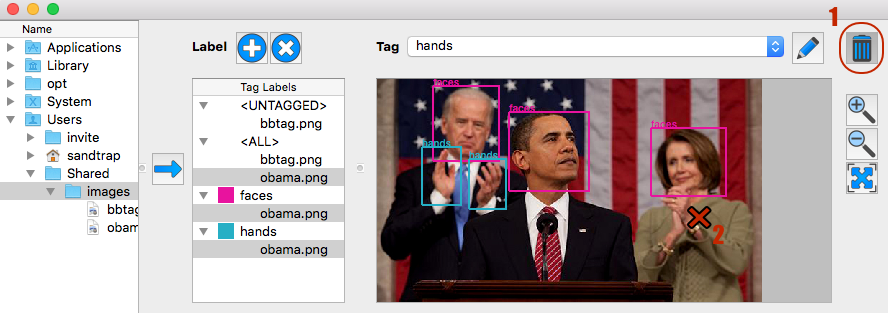 1
Name
Label
Tag
hands
Applications
Library
opt
System
Users
invite
sandtrap
Shared
images
bbtag
obam
Tag Labels
<UNTAGGED>
bbtag.png
<ALL>
bbtag.png
obama.png
faces
obama.png
hands
obama.png
faces
faces
faces
hands
hands
2